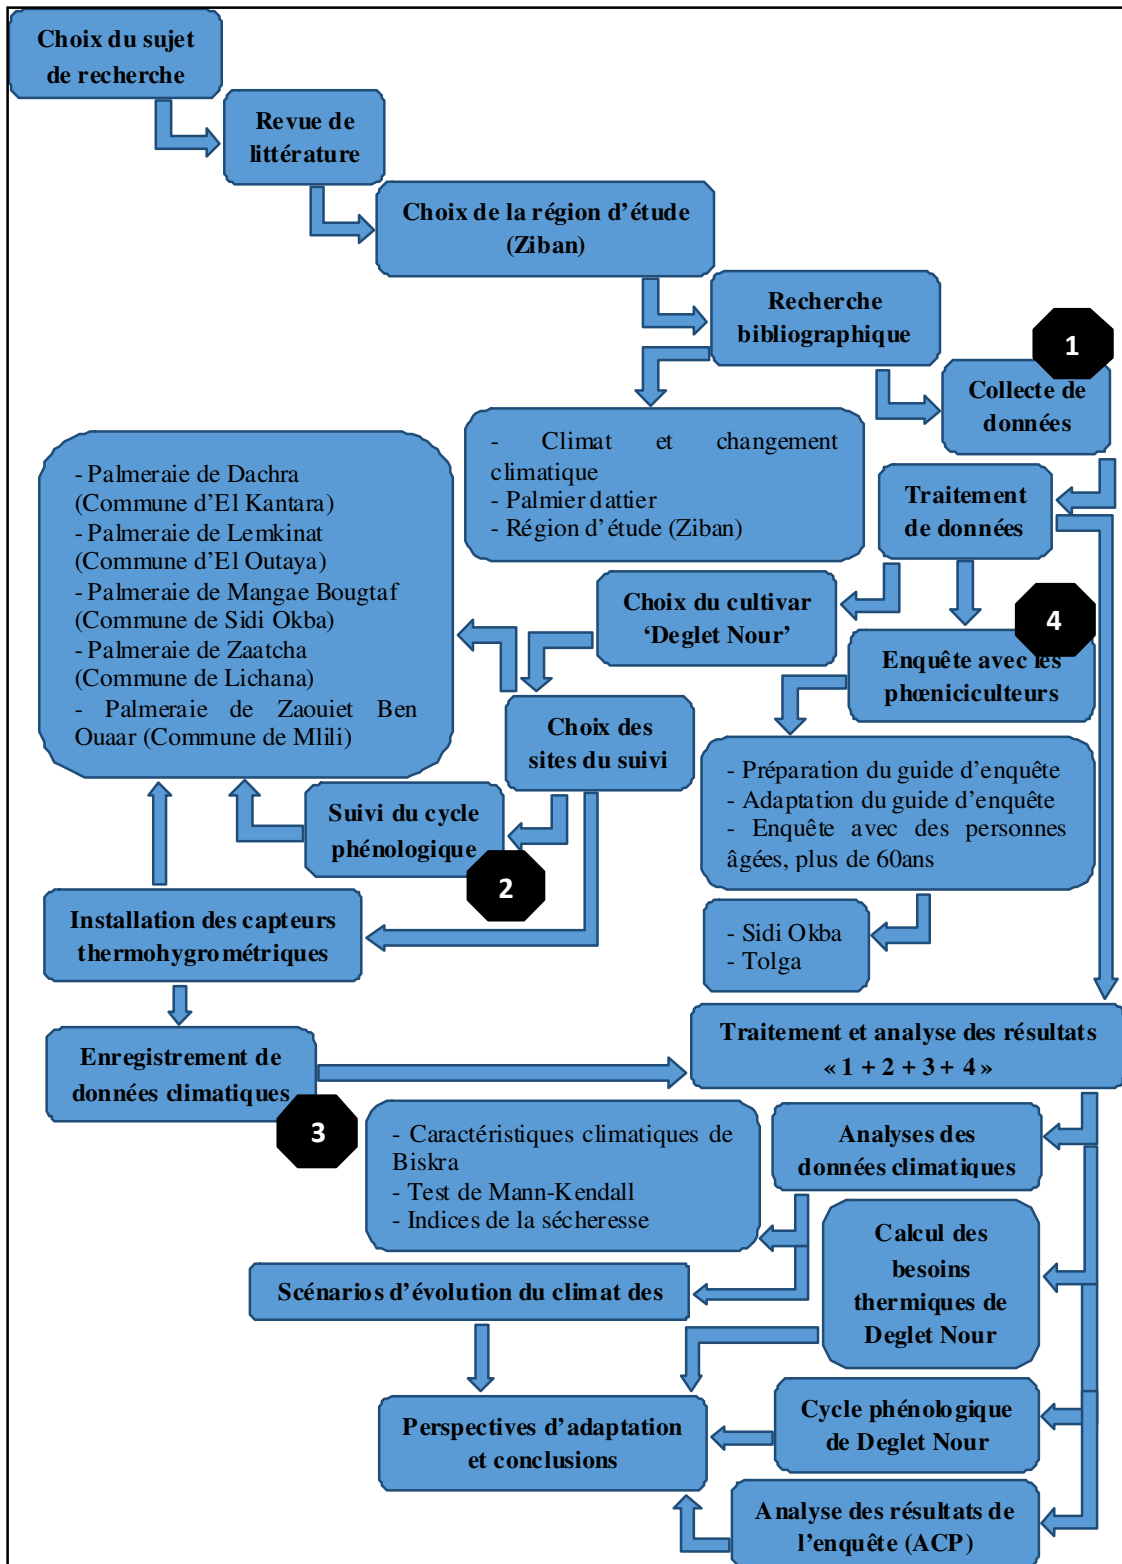 Choix du sujet
de recherche
Revue de
littérature
Choix de la région d’étude
(Ziban)
Recherche
bibliographique
1
Collecte de
données
- Climat et changement
climatique
- Palmier dattier
- Région d’étude (Ziban)
Traitement
de données
- Palmeraie de Dachra
(Commune d’El Kantara)
- Palmeraie de Lemkinat
(Commune d’El Outaya)
- Palmeraie de Mangae Bougtaf
(Commune de Sidi Okba)
- Palmeraie de Zaatcha
(Commune de Lichana)
- Palmeraie de Zaouiet Ben
Ouaar (Commune de Mlili)
Choix du cultivar
‘Deglet Nour’
4
Enquête avec les
phœniciculteurs
Choix des
sites du suivi
- Préparation du guide d’enquête
- Adaptation du guide d’enquête
- Enquête avec des personnes
âgées, plus de 60ans
Suivi du cycle
phénologique
2
- Sidi Okba
- Tolga
Installation des capteurs
thermohygrométriques
Enregistrement de
données climatiques
3
Traitement et analyse des résultats
« 1 + 2 + 3 + 4 »
- Caractéristiques climatiques de
Biskra
- Test de Mann-Kendall
- Indices de la sécheresse
Analyses des
données climatiques
Calcul des
besoins
thermiques de
Deglet Nour
Scénarios d’évolution du climat des
Perspectives d’adaptation
et conclusions
Cycle phénologique
de Deglet Nour
Analyse des résultats de
l’enquête (ACP)